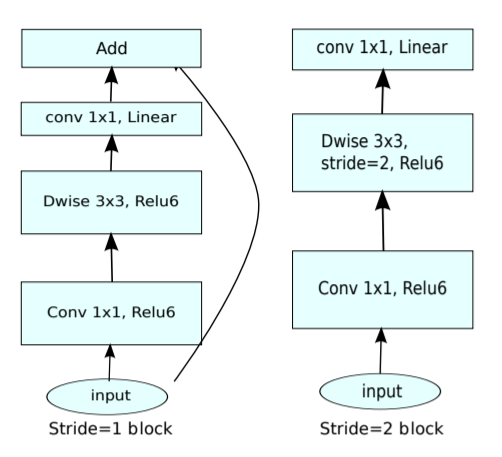 Add
conv 1x1, Linear
Dwise 3x3, Relu6
Conv 1x1, Relu6
input
Stride=1 block
conv 1x1, Linear
Dwise 3x3,
stride=2, Relu6
Conv 1x1, Relu6
input
Stride=2 block